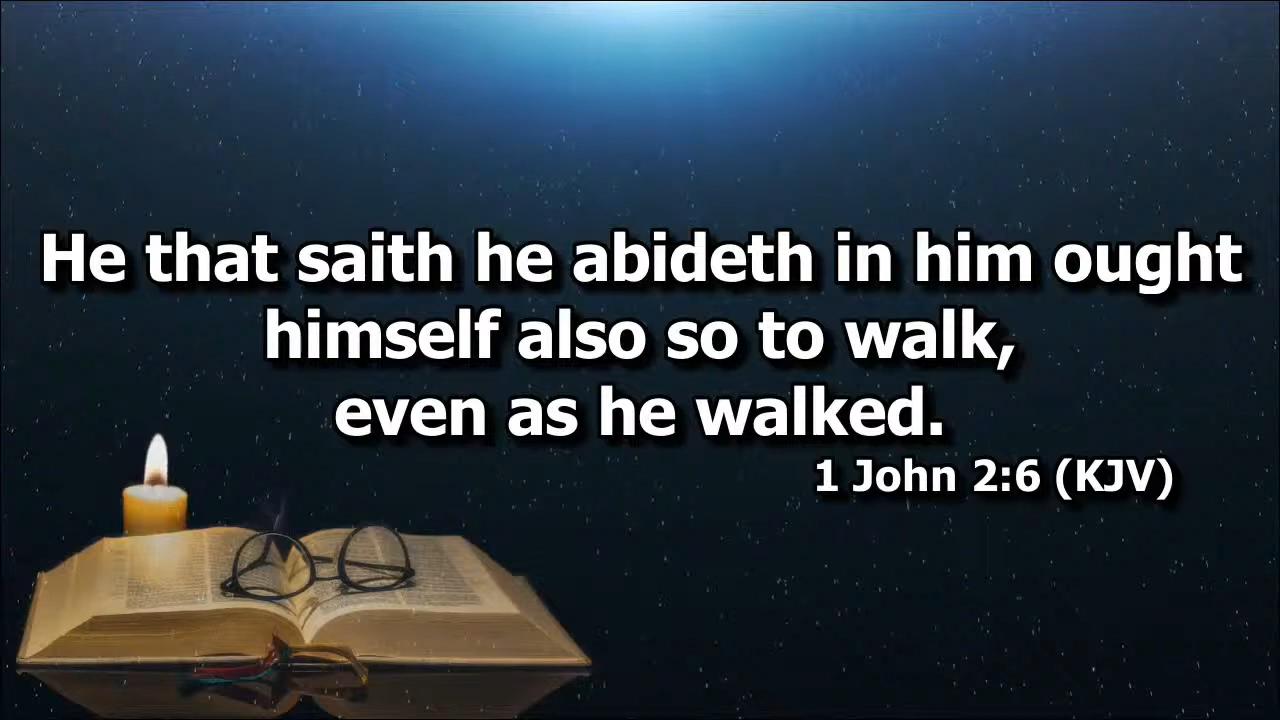 He that saith he abideth in him ought
himself also so to walk,
even as he walked.
1 John 2:6 (KJV)